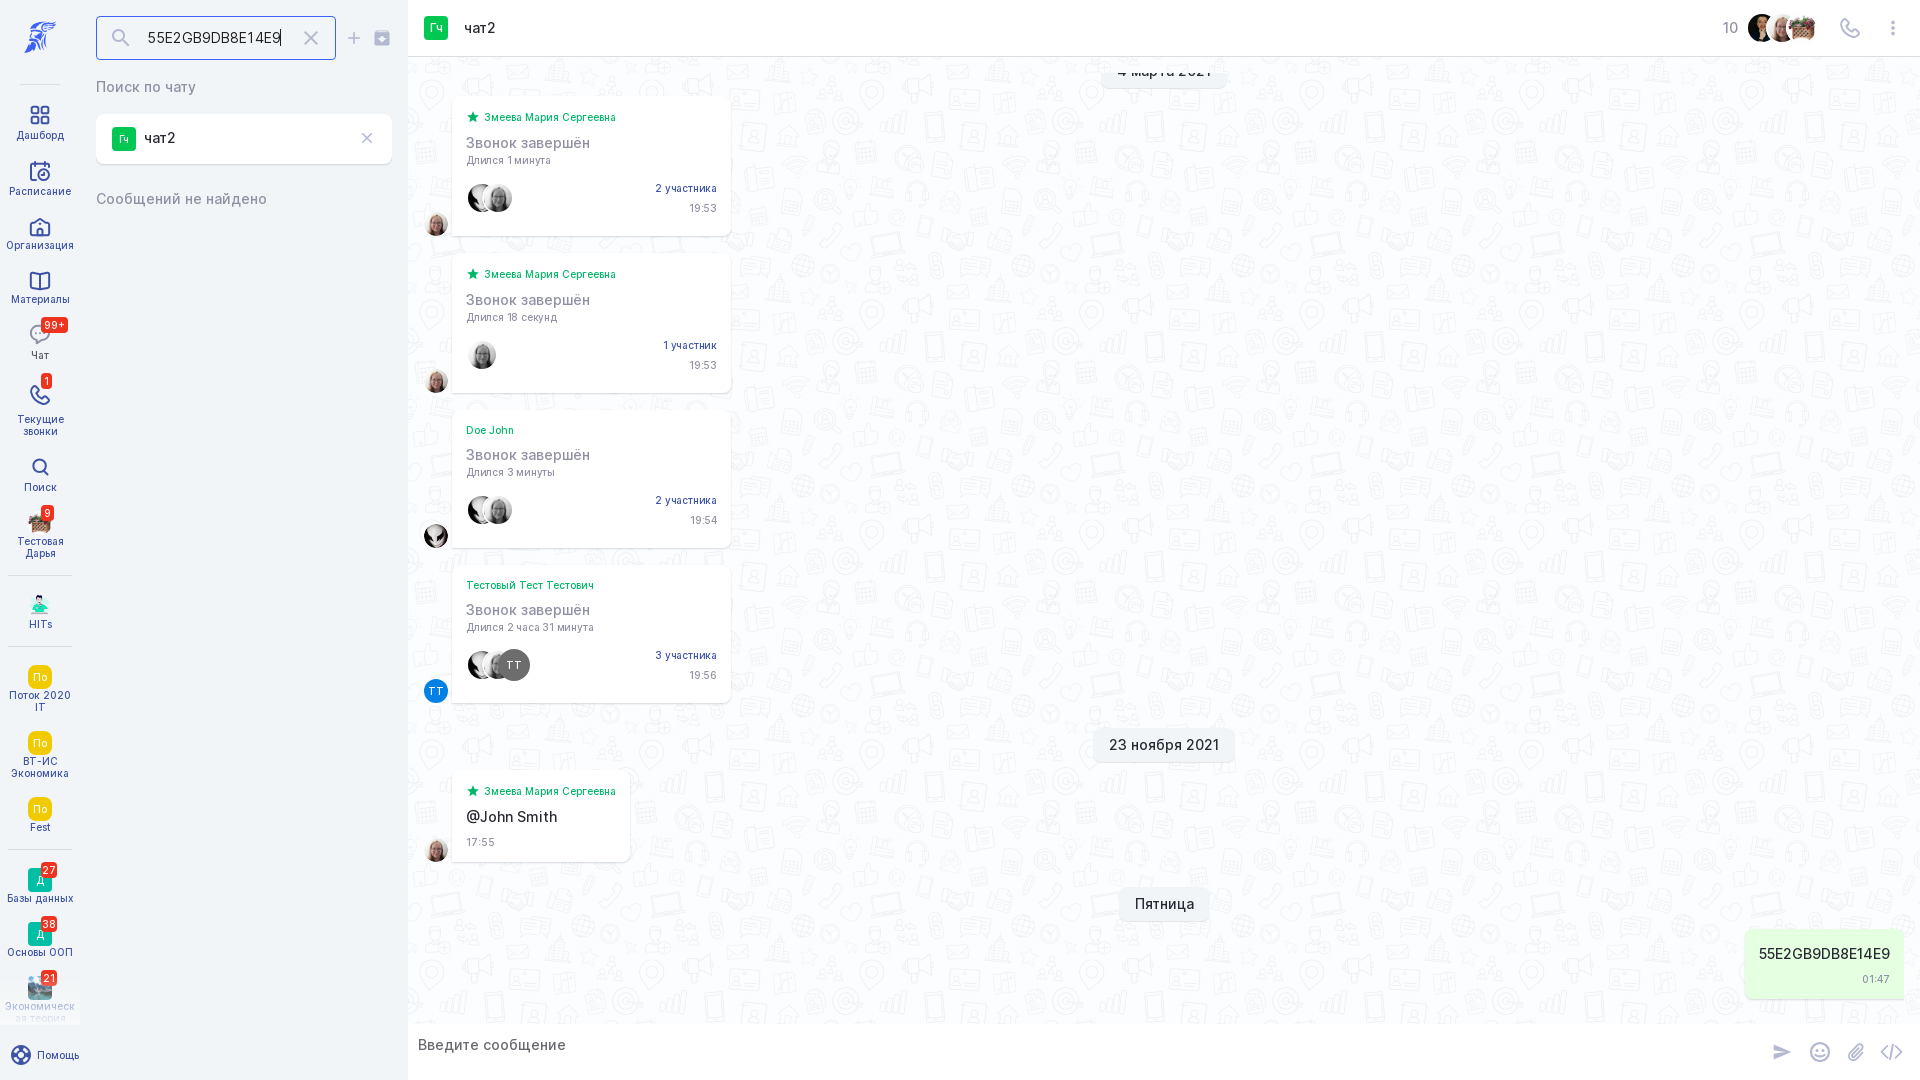 55E2GB9DB8E14E9
Поиск по чату
Гч
чат2
Сообщений не найдено
Дашборд
Расписание
Организация
Материалы
99+
Чат
1
Текущие
звонки
Поиск
9
Тестовая
Дарья
HITs
По
Поток 2020
IT
По
ВТ-ИС
Экономика
По
Fest
27
Д
Базы данных
38
Д
Основы ООП
21
Экономическ
ая теория
Помощь
Гч
чат2
10
4 марта 2021
Змеева Мария Сергеевна
Звонок завершён
Длился 1 минута
2 участника
19:53
Змеева Мария Сергеевна
Звонок завершён
Длился 18 секунд
1 участник
19:53
Doe John
Звонок завершён
Длился 3 минуты
2 участника
19:54
Тестовый Тест Тестович
Звонок завершён
Длился 2 часа 31 минута
ТТ
3 участника
19:56
ТТ
23 ноября 2021
Змеева Мария Сергеевна
@John Smith
17:55
Пятница
55E2GB9DB8E14E9
01:47
Введите сообщение